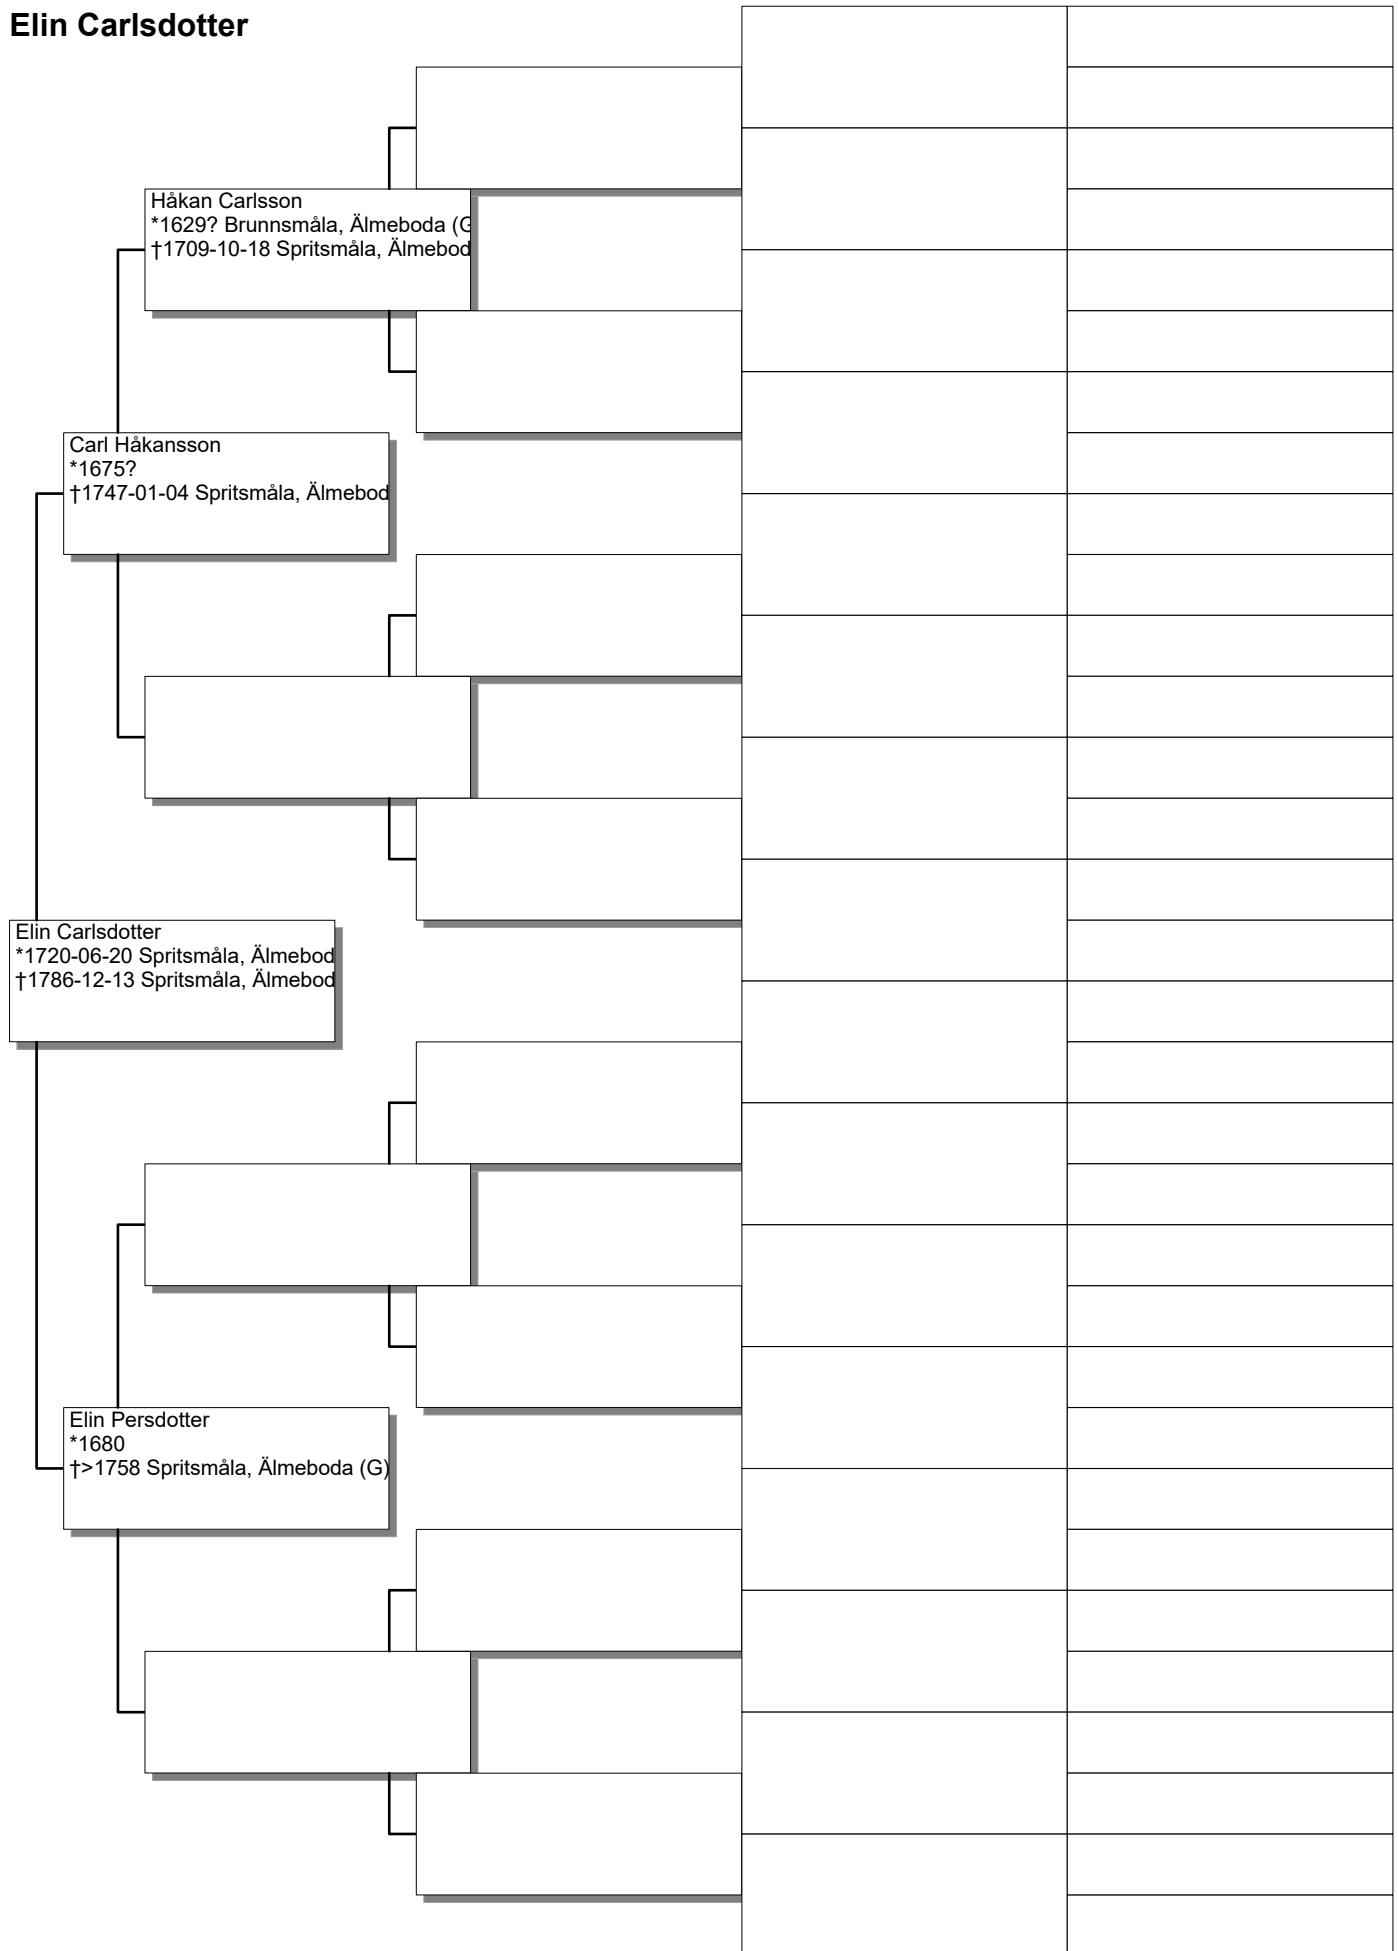 Elin Carlsdotter
Håkan Carlsson
*1629? Brunnsmåla, Älmeboda (G
†1709-10-18 Spritsmåla, Älmebod
Carl Håkansson
*1675?
†1747-01-04 Spritsmåla, Älmebod
Elin Carlsdotter
*1720-06-20 Spritsmåla, Älmebod
†1786-12-13 Spritsmåla, Älmebod
Elin Persdotter
*1680
†>1758 Spritsmåla, Älmeboda (G)